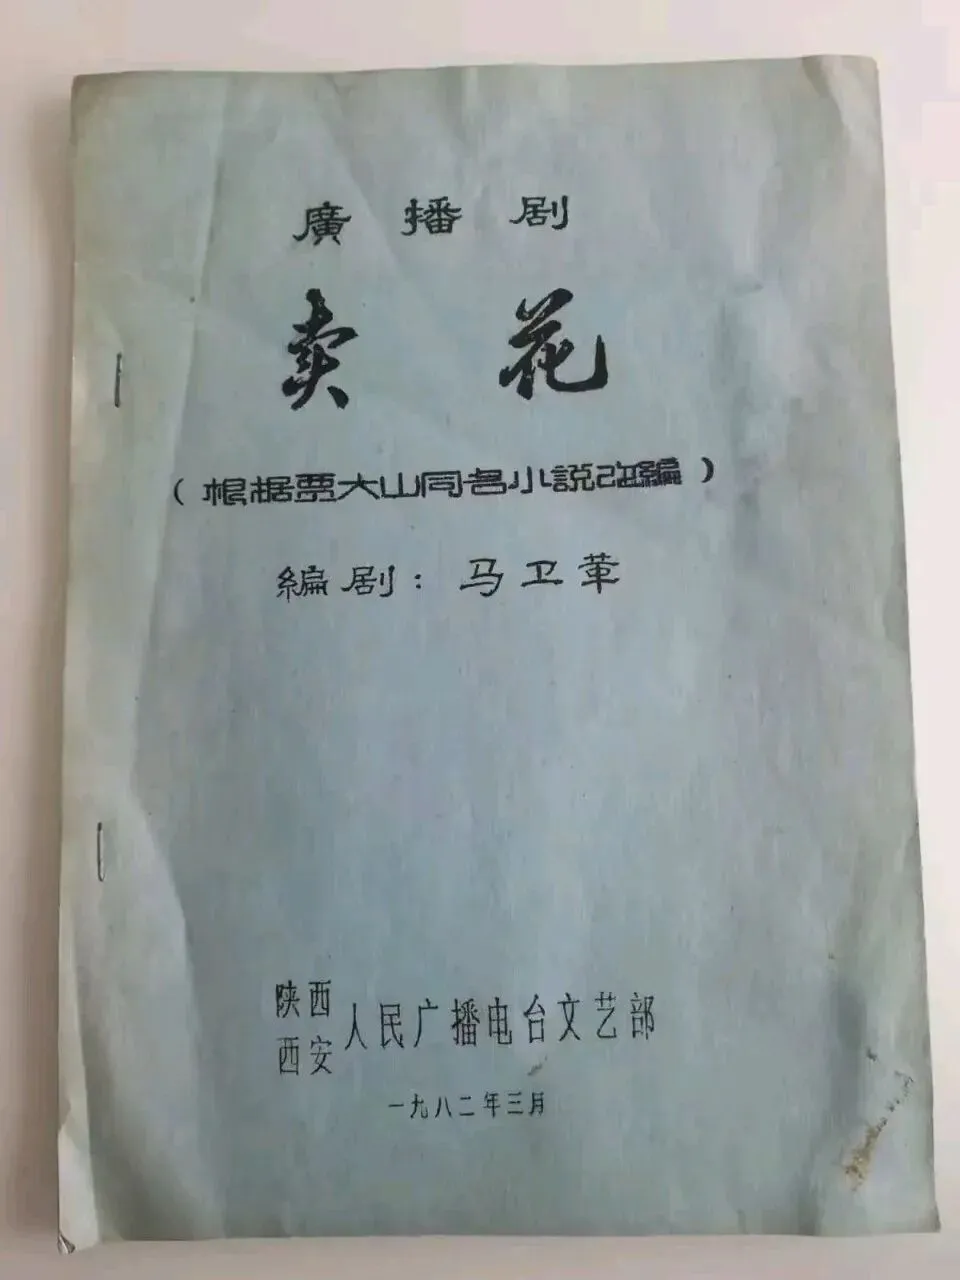 廣播剧
卖花
（根据贾大山同名小説改編）
編剧：马卫革
陕西
西安 人民广播电台文艺部
一九八二年三月